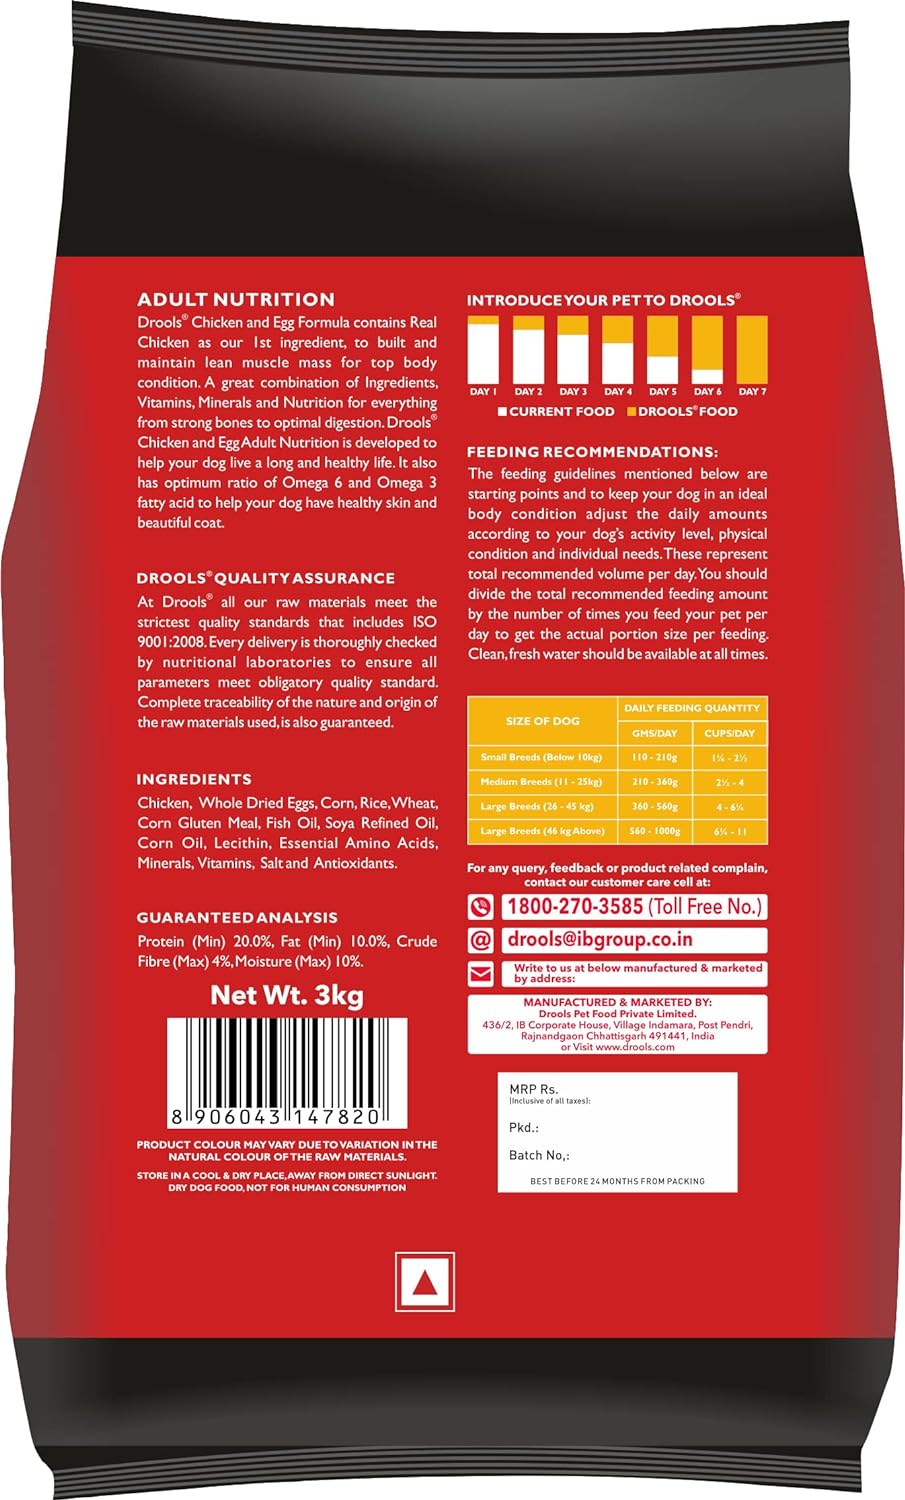 ADULT NUTRITION
Drools® Chicken and Egg Formula contains Real
Chicken as our 1st ingredient, to built and
maintain lean muscle mass for top body
condition. A great combination of Ingredients,
Vitamins, Minerals and Nutrition for everything
from strong bones to optimal digestion. Drools®
Chicken and Egg Adult Nutrition is developed to
help your dog live a long and healthy life. It also
has optimum ratio of Omega 6 and Omega 3
fatty acid to help your dog have healthy skin and
beautiful coat.
DROOLS® QUALITY ASSURANCE
At Drools® all our raw materials meet the
strictest quality standards that includes ISO
9001:2008. Every delivery is thoroughly checked
by nutritional laboratories to ensure all
parameters meet obligatory quality standard.
Complete traceability of the nature and origin of
the raw materials used, is also guaranteed.
INGREDIENTS
Chicken, Whole Dried Eggs, Corn, Rice, Wheat,
Corn Gluten Meal, Fish Oil, Soya Refined Oil,
Corn Oil, Lecithin, Essential Amino Acids,
Minerals, Vitamins, Salt and Antioxidants.
GUARANTEED ANALYSIS
Protein (Min) 20.0%, Fat (Min) 10.0%, Crude
Fibre (Max) 4%, Moisture (Max) 10%.
Net Wt. 3kg
8 906043 147820
PRODUCT COLOUR MAY VARY DUE TO VARIATION IN THE
NATURAL COLOUR OF THE RAW MATERIALS.
STORE IN A COOL & DRY PLACE, AWAY FROM DIRECT SUNLIGHT.
DRY DOG FOOD, NOT FOR HUMAN CONSUMPTION
INTRODUCE YOUR PET TO DROOLS®
DAY 1 DAY 2 DAY 3 DAY 4 DAY 5 DAY 6 DAY 7
CURRENT FOOD DROOLS® FOOD
FEEDING RECOMMENDATIONS:
The feeding guidelines mentioned below are
starting points and to keep your dog in an ideal
body condition adjust the daily amounts
according to your dog's activity level, physical
condition and individual needs. These represent
total recommended volume per day. You should
divide the total recommended feeding amount
by the number of times you feed your pet per
day to get the actual portion size per feeding.
Clean, fresh water should be available at all times.
SIZE OF DOG DAILY FEEDING QUANTITY
GMS/DAY CUPS/DAY
Small Breeds (Below 10kg) 110 - 210g 1¼ - 2½
Medium Breeds (11 - 25kg) 210 - 360g 2½ - 4
Large Breeds (26 - 45 kg) 360 - 560g 4 - 6¼
Large Breeds (46 kg Above) 560 - 1000g 6¼ - 11
For any query, feedback or product related complain,
contact our customer care cell at:
1800-270-3585 (Toll Free No.)
@ drools@ibgroup.co.in
Write to us at below manufactured & marketed
by address:
MANUFACTURED & MARKETED BY:
Drools Pet Food Private Limited.
436/2, IB Corporate House, Village Indamara, Post Pendri,
Rajnandgaon Chhattisgarh 491441, India
or Visit www.drools.com
MRP Rs.
(Inclusive of all taxes):
Pkd.:
Batch No,:
BEST BEFORE 24 MONTHS FROM PACKING